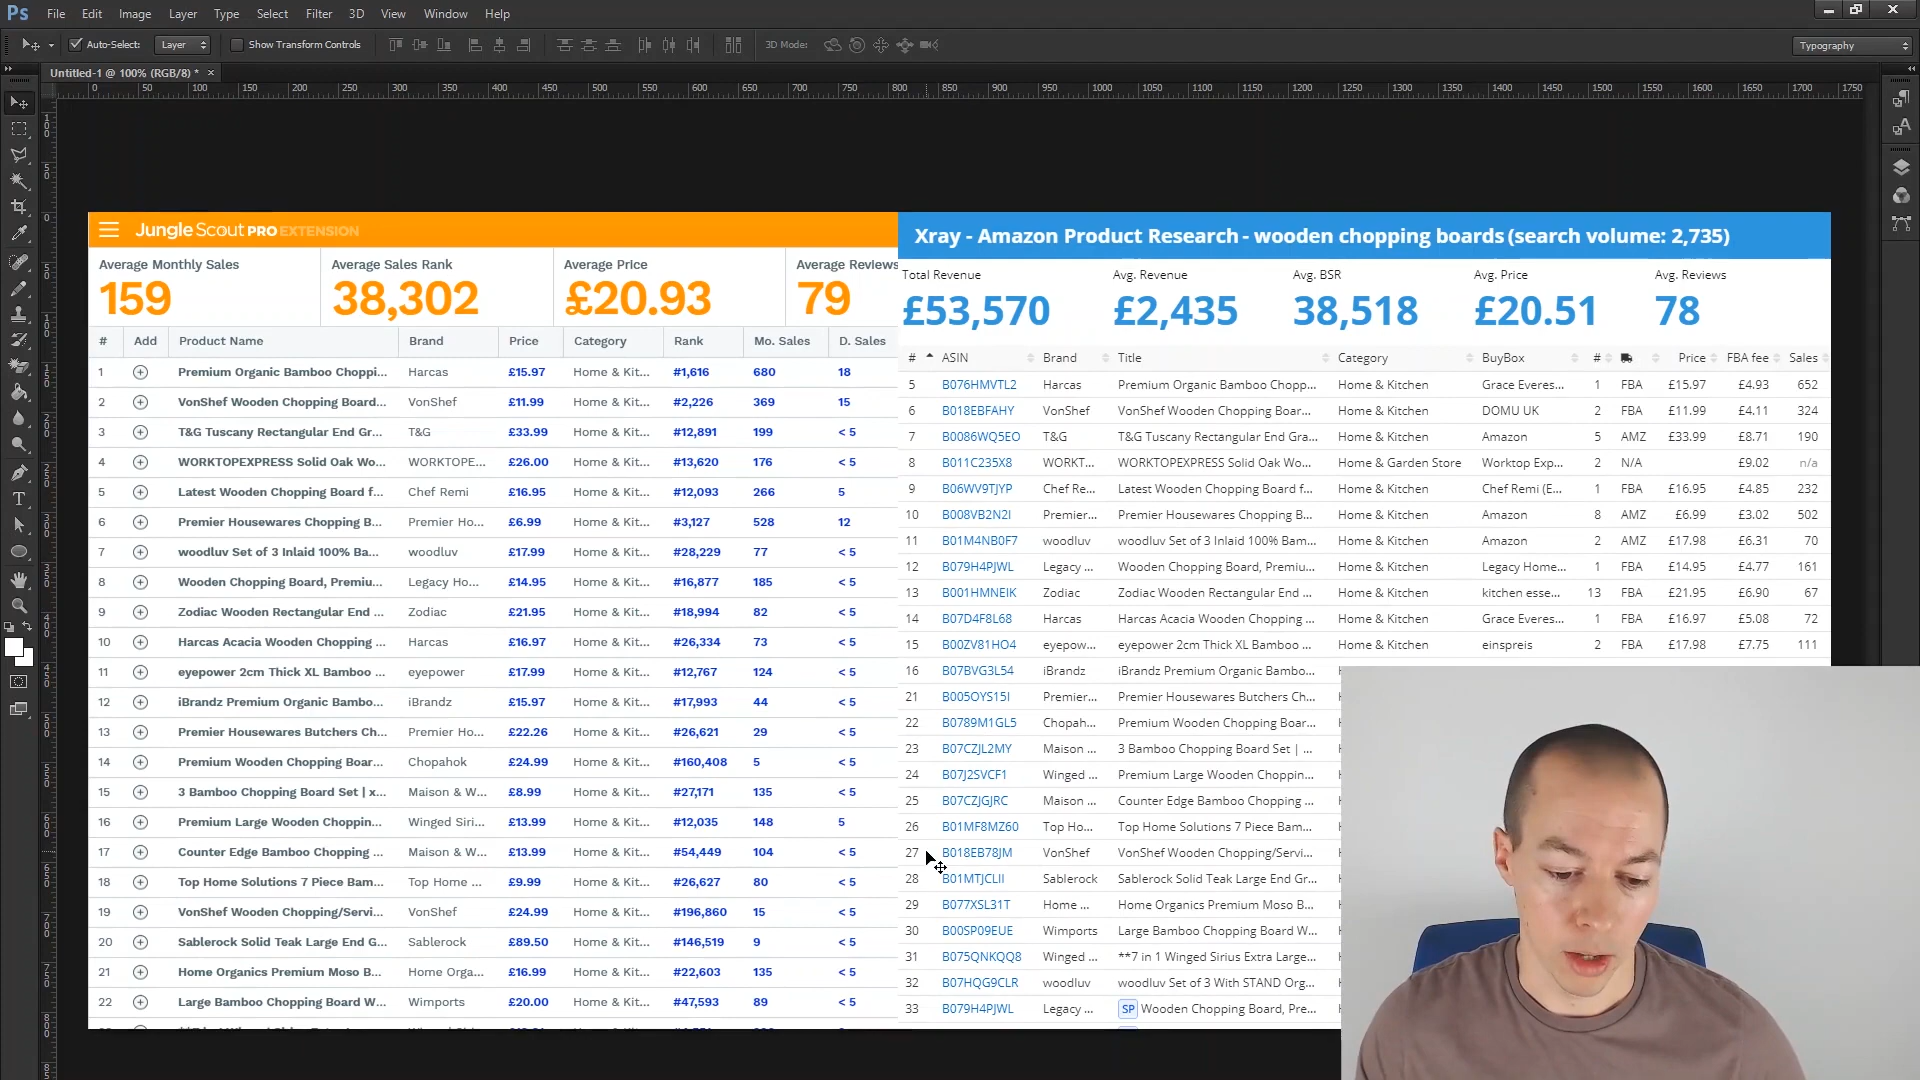 Ps File Edit Image Layer Type Select Filter 3D View Window Help
Auto-Select: Layer Show Transform Controls 3D Mode: Typography
Untitled-1 @ 100% (RGB/8) * ×
0 50 100 150 200 250 300 350 400 450 500 550 600 650 700 750 800 850 900 950 1000 1050 1100 1150 1200 1250 1300 1350 1400 1450 1500 1550 1600 1650 1700 1750
Jungle Scout PRO EXTENSION
Average Monthly Sales Average Sales Rank Average Price Average Reviews
159 38,302 £20.93 79
# Add Product Name Brand Price Category Rank Mo. Sales D. Sales
1 Premium Organic Bamboo Choppi... Harcas £15.97 Home & Kit... #1,616 680 18
2 VonShef Wooden Chopping Board... VonShef £11.99 Home & Kit... #2,226 369 15
3 T&G Tuscany Rectangular End Gr... T&G £33.99 Home & Kit... #12,891 199 < 5
4 WORKTOPEXPRESS Solid Oak Wo... WORKTOPE... £26.00 Home & Kit... #13,620 176 < 5
5 Latest Wooden Chopping Board f... Chef Remi £16.95 Home & Kit... #12,093 266 5
6 Premier Housewares Chopping B... Premier Ho... £6.99 Home & Kit... #3,127 528 12
7 woodluv Set of 3 Inlaid 100% Ba... woodluv £17.99 Home & Kit... #28,229 77 < 5
8 Wooden Chopping Board, Premiu... Legacy Ho... £14.95 Home & Kit... #16,877 185 < 5
9 Zodiac Wooden Rectangular End ... Zodiac £21.95 Home & Kit... #18,994 82 < 5
10 Harcas Acacia Wooden Chopping ... Harcas £16.97 Home & Kit... #26,334 73 < 5
11 eyepower 2cm Thick XL Bamboo ... eyepower £17.99 Home & Kit... #12,767 124 < 5
12 iBrandz Premium Organic Bambo... iBrandz £15.97 Home & Kit... #17,993 44 < 5
13 Premier Housewares Butchers Ch... Premier Ho... £22.26 Home & Kit... #26,621 29 < 5
14 Premium Wooden Chopping Boar... Chopahok £24.99 Home & Kit... #160,408 5 < 5
15 3 Bamboo Chopping Board Set | x... Maison & W... £8.99 Home & Kit... #27,171 135 < 5
16 Premium Large Wooden Choppin... Winged Siri... £13.99 Home & Kit... #12,035 148 5
17 Counter Edge Bamboo Chopping ... Maison & W... £13.99 Home & Kit... #54,449 104 < 5
18 Top Home Solutions 7 Piece Bam... Top Home ... £9.99 Home & Kit... #26,627 80 < 5
19 VonShef Wooden Chopping/Servi... VonShef £24.99 Home & Kit... #196,860 15 < 5
20 Sablerock Solid Teak Large End G... Sablerock £89.50 Home & Kit... #146,519 9 < 5
21 Home Organics Premium Moso B... Home Orga... £16.99 Home & Kit... #22,603 135 < 5
22 Large Bamboo Chopping Board W... Wimports £20.00 Home & Kit... #47,593 89 < 5
Xray - Amazon Product Research - wooden chopping boards (search volume: 2,735)
Total Revenue Avg. Revenue Avg. BSR Avg. Price Avg. Reviews
£53,570 £2,435 38,518 £20.51 78
# ASIN Brand Title Category BuyBox # Price FBA fee Sales
5 B076HMVTL2 Harcas Premium Organic Bamboo Chopp... Home & Kitchen Grace Everes... 1 FBA £15.97 £4.93 652
6 B018EBFAHY VonShef VonShef Wooden Chopping Boar... Home & Kitchen DOMU UK 2 FBA £11.99 £4.11 324
7 B0086WQ5EO T&G T&G Tuscany Rectangular End Gra... Home & Kitchen Amazon 5 AMZ £33.99 £8.71 190
8 B011C235X8 WORKT... WORKTOPEXPRESS Solid Oak Wo... Home & Garden Store Worktop Exp... 2 N/A £9.02 n/a
9 B06WV9TJYP Chef Re... Latest Wooden Chopping Board f... Home & Kitchen Chef Remi (E... 1 FBA £16.95 £4.85 232
10 B008VB2N2I Premier... Premier Housewares Chopping B... Home & Kitchen Amazon 8 AMZ £6.99 £3.02 502
11 B01M4NB0F7 woodluv woodluv Set of 3 Inlaid 100% Bam... Home & Kitchen Amazon 2 AMZ £17.98 £6.31 70
12 B079H4PJWL Legacy ... Wooden Chopping Board, Premiu... Home & Kitchen Legacy Home... 1 FBA £14.95 £4.77 161
13 B001HMNEIK Zodiac Zodiac Wooden Rectangular End ... Home & Kitchen kitchen esse... 13 FBA £21.95 £6.90 67
14 B07D4F8L68 Harcas Harcas Acacia Wooden Chopping ... Home & Kitchen Grace Everes... 1 FBA £16.97 £5.08 72
15 B00ZV81HO4 eyepow... eyepower 2cm Thick XL Bamboo ... Home & Kitchen einspreis 2 FBA £17.98 £7.75 111
16 B07BVG3L54 iBrandz iBrandz Premium Organic Bambo...
21 B005OYS15I Premier... Premier Housewares Butchers Ch...
22 B0789M1GL5 Chopah... Premium Wooden Chopping Boar...
23 B07CZJL2MY Maison ... 3 Bamboo Chopping Board Set | ...
24 B07J2SVCF1 Winged ... Premium Large Wooden Choppin...
25 B07CZJGJRC Maison ... Counter Edge Bamboo Chopping ...
26 B01MF8MZ60 Top Ho... Top Home Solutions 7 Piece Bam...
27 B018EB78JM VonShef VonShef Wooden Chopping/Servi...
28 B01MTJCLII Sablerock Sablerock Solid Teak Large End Gr...
29 B077XSL31T Home ... Home Organics Premium Moso B...
30 B00SP09EUE Wimports Large Bamboo Chopping Board W...
31 B075QNKQQ8 Winged ... **7 in 1 Winged Sirius Extra Large...
32 B07HQG9CLR woodluv woodluv Set of 3 With STAND Org...
33 B079H4PJWL Legacy ... SP Wooden Chopping Board, Pre...